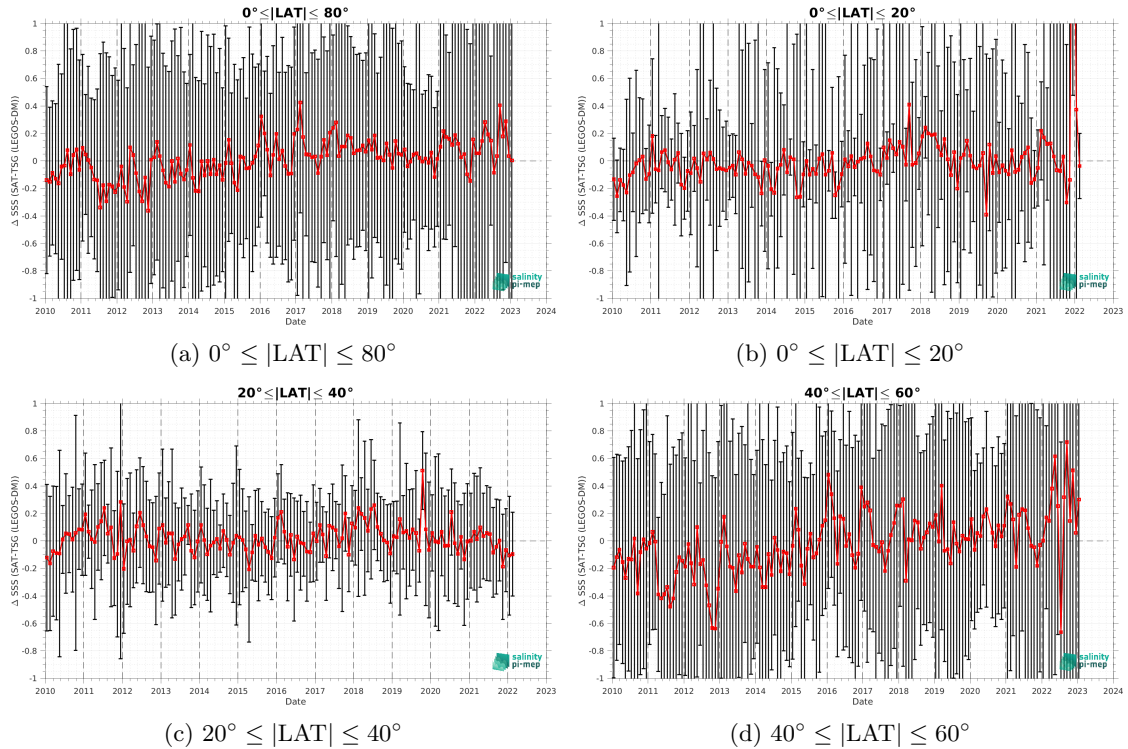 0°≤|LAT|≤ 80°
Δ SSS (SAT-TSG (LEGOS-DM))
1
0.8
0.6
0.4
0.2
0
-0.2
-0.4
-0.6
-0.8
-1
2010 2011 2012 2013 2014 2015 2016 2017 2018 2019 2020 2021 2022 2023 2024
Date
salinity
pi-mep
(a) 0° ≤ |LAT| ≤ 80°
0°≤|LAT|≤ 20°
Δ SSS (SAT-TSG (LEGOS-DM))
1
0.8
0.6
0.4
0.2
0
-0.2
-0.4
-0.6
-0.8
-1
2010 2011 2012 2013 2014 2015 2016 2017 2018 2019 2020 2021 2022 2023
Date
salinity
pi-mep
(b) 0° ≤ |LAT| ≤ 20°
20°≤|LAT|≤ 40°
Δ SSS (SAT-TSG (LEGOS-DM))
1
0.8
0.6
0.4
0.2
0
-0.2
-0.4
-0.6
-0.8
-1
2010 2011 2012 2013 2014 2015 2016 2017 2018 2019 2020 2021 2022 2023
Date
salinity
pi-mep
(c) 20° ≤ |LAT| ≤ 40°
40°≤|LAT|≤ 60°
Δ SSS (SAT-TSG (LEGOS-DM))
1
0.8
0.6
0.4
0.2
0
-0.2
-0.4
-0.6
-0.8
-1
2010 2011 2012 2013 2014 2015 2016 2017 2018 2019 2020 2021 2022 2023 2024
Date
salinity
pi-mep
(d) 40° ≤ |LAT| ≤ 60°